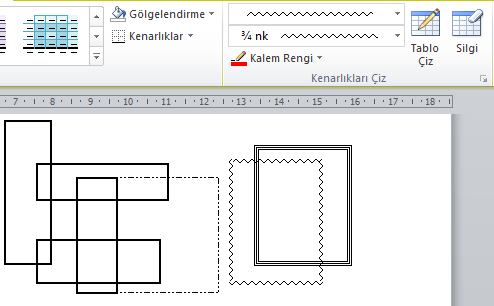 Gölgelendirme
Kenarlıklar
¾ nk
Kalem Rengi
Tablo Çiz
Silgi
Kenarlıkları Çiz
7 8 9 10 11 12 13 14 15 16 17 18